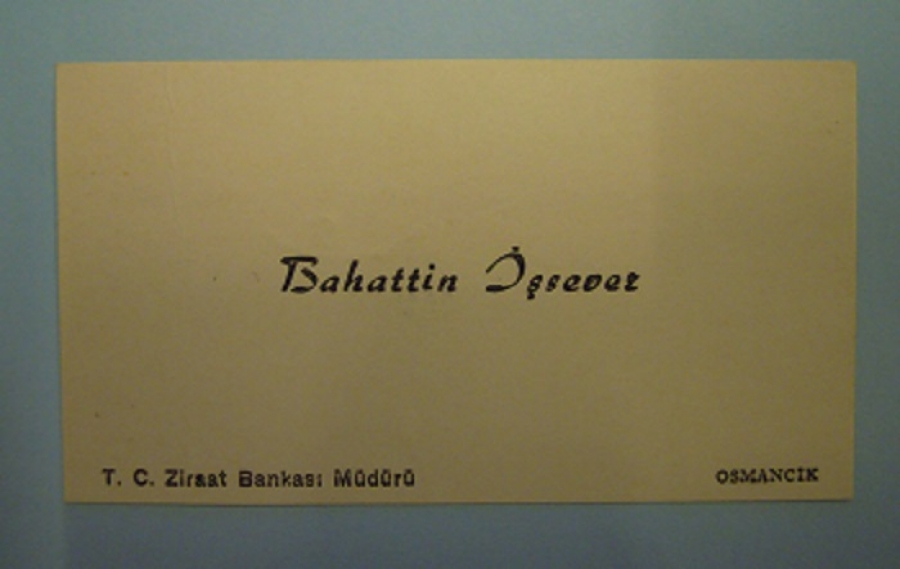 Bahattin İşsever
T. C. Ziraat Bankası Müdürü
OSMANCIK